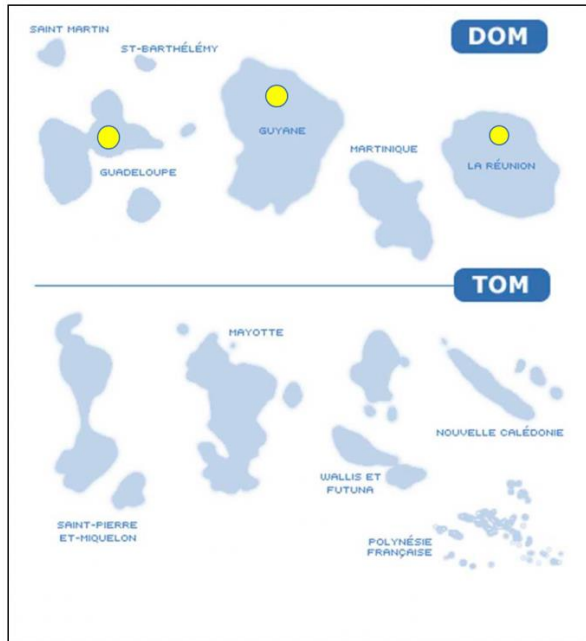 SAINT MARTIN
DOM
ST-BARTHÉLÉMY
GUYANE
MARTINIQUE
LA RÉUNION
GUADELOUPE
TOM
MAYOTTE
NOUVELLE CALÉDONIE
WALLIS ET
FUTUNA
SAINT-PIERRE
ET-MIQUELON
POLYNÉSIE
FRANÇAISE